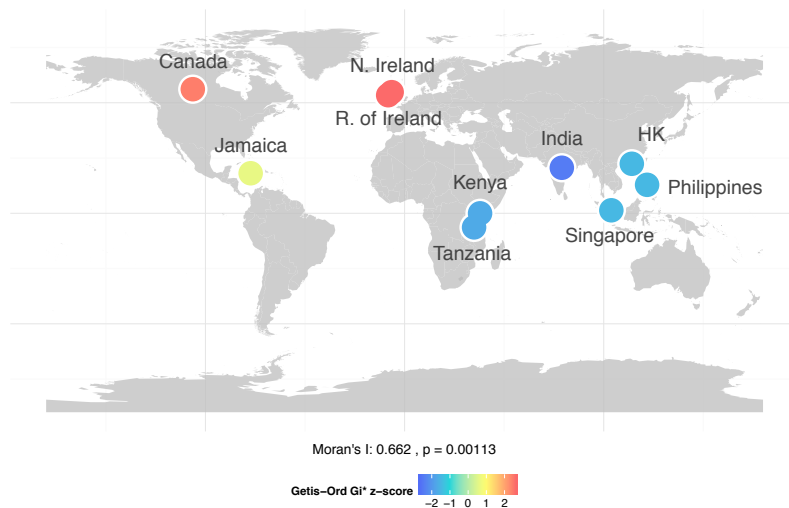 Canada
N. Ireland
R. of Ireland
Jamaica
India
HK
Kenya
Philippines
Tanzania
Singapore
Moran's I: 0.662 , p = 0.00113
Getis−Ord Gi* z−score
−2 −1 0 1 2